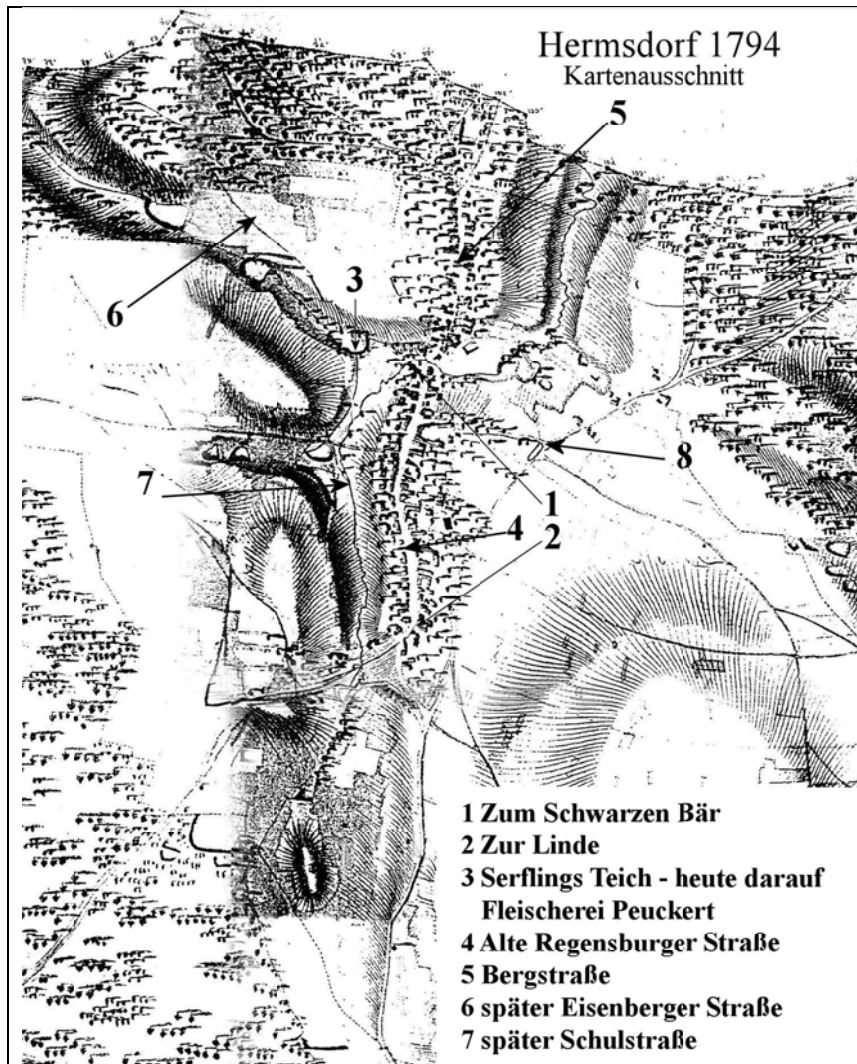 Hermsdorf 1794
Kartenausschnitt
5
6
3
7
8
1
4
2
1 Zum Schwarzen Bär
2 Zur Linde
3 Serflings Teich - heute darauf
Fleischerei Peuckert
4 Alte Regensburger Straße
5 Bergstraße
6 später Eisenberger Straße
7 später Schulstraße